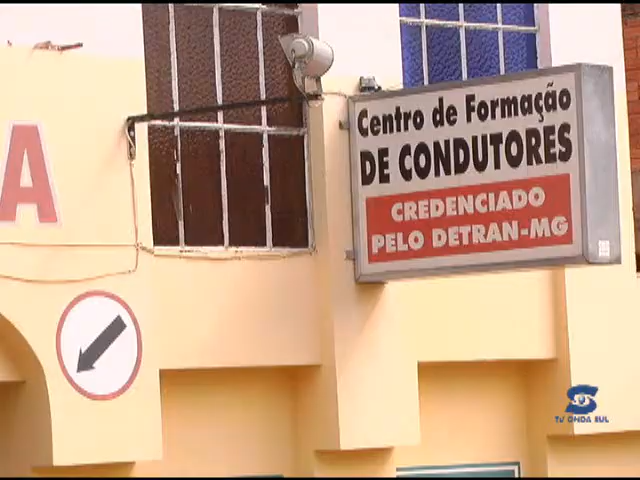 A
Centro de Formação
DE CONDUTORES
CREDENCIADO
PELO DETRAN-MG
TV ONDA SUL